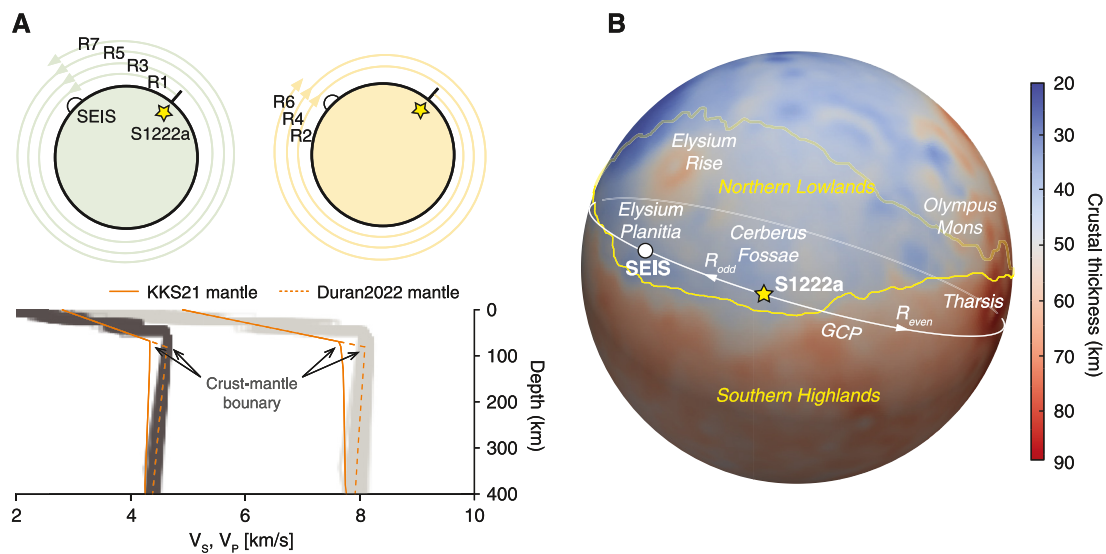 A
R7
R5
R3
R1
SEIS
S1222a
R6
R4
R2
KKS21 mantle
Duran2022 mantle
Crust-mantle
bounary
0
100
200
300
400
Depth (km)
2
4
6
8
10
VS, VP [km/s]
B
Elysium
Rise
Northern Lowlands
Olympus
Mons
Elysium
Planitia
Cerberus
Fossae
SEIS
Rodd
S1222a
Tharsis
Reven
GCP
Southern Highlands
20
30
40
50
60
70
80
90
Crustal thickness (km)